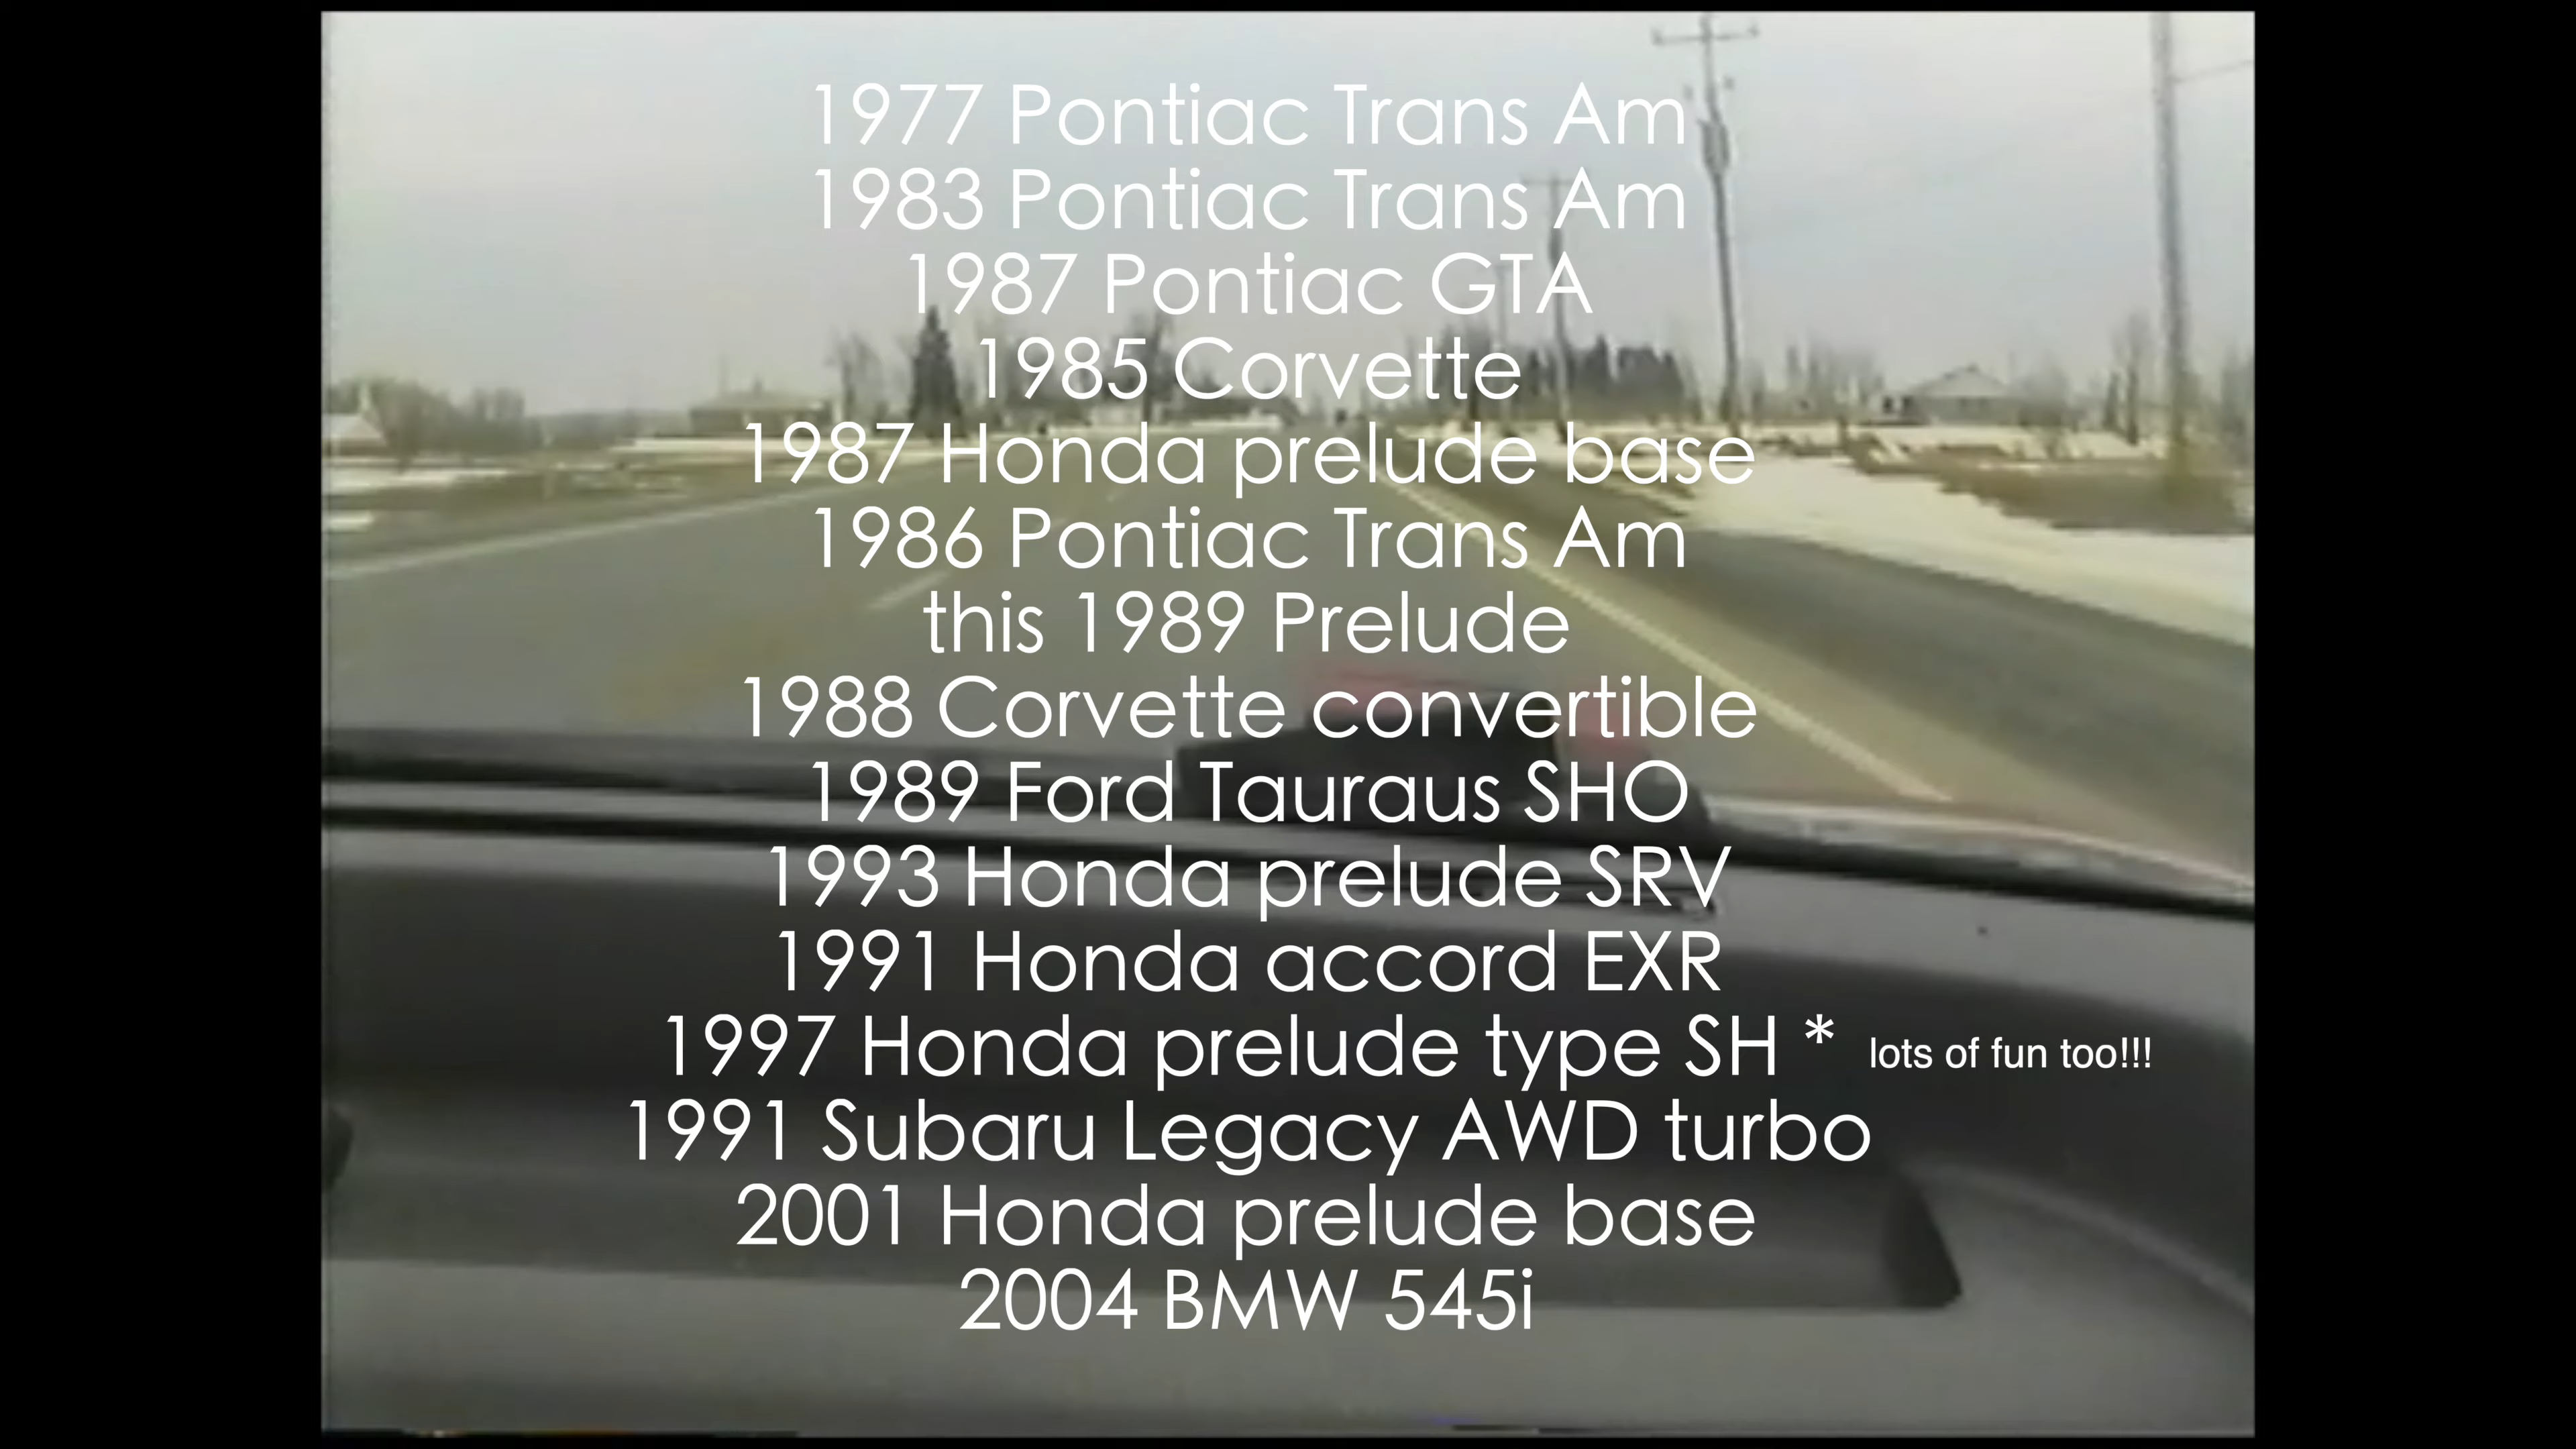 1977 Pontiac Trans Am
1983 Pontiac Trans Am
1987 Pontiac GTA
1985 Corvette
1987 Honda prelude base
1986 Pontiac Trans Am
this 1989 Prelude
1988 Corvette convertible
1989 Ford Tauraus SHO
1993 Honda prelude SRV
1991 Honda accord EXR
1997 Honda prelude type SH * lots of fun too!!!
1991 Subaru Legacy AWD turbo
2001 Honda prelude base
2004 BMW 545i